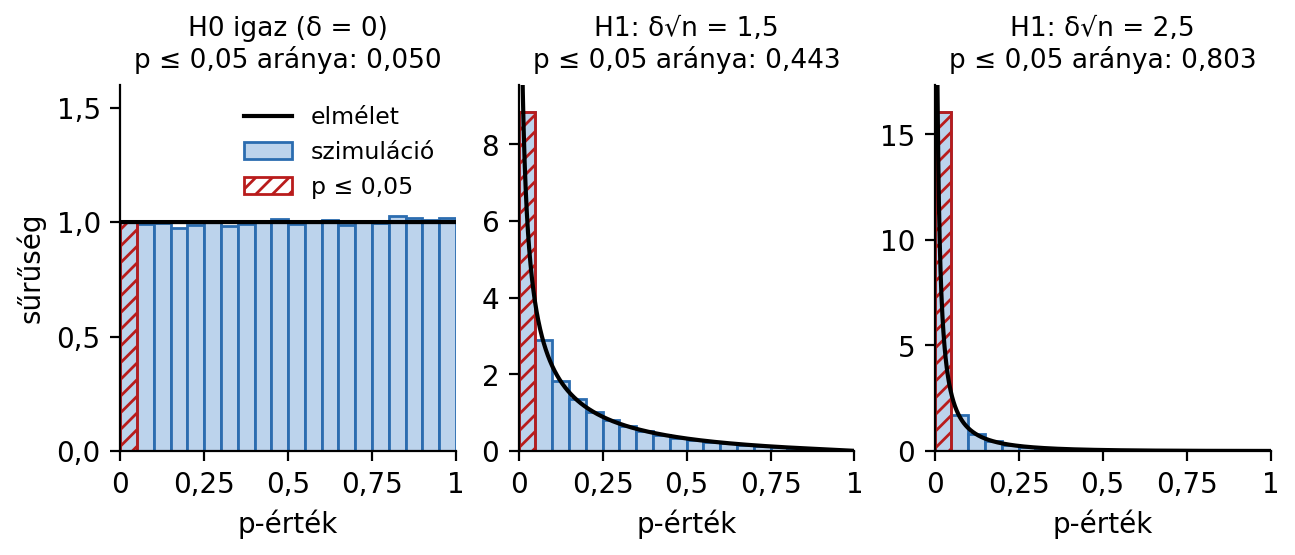 H0 igaz (δ = 0)
p ≤ 0,05 aránya: 0,050
H1: δ√n = 1,5
p ≤ 0,05 aránya: 0,443
H1: δ√n = 2,5
p ≤ 0,05 aránya: 0,803
elmélet
szimuláció
p ≤ 0,05
sűrűség
1,5
1,0
0,5
0,0
0 0,25 0,5 0,75 1
p-érték
8
6
4
2
0
0 0,25 0,5 0,75 1
p-érték
15
10
5
0
0 0,25 0,5 0,75 1
p-érték